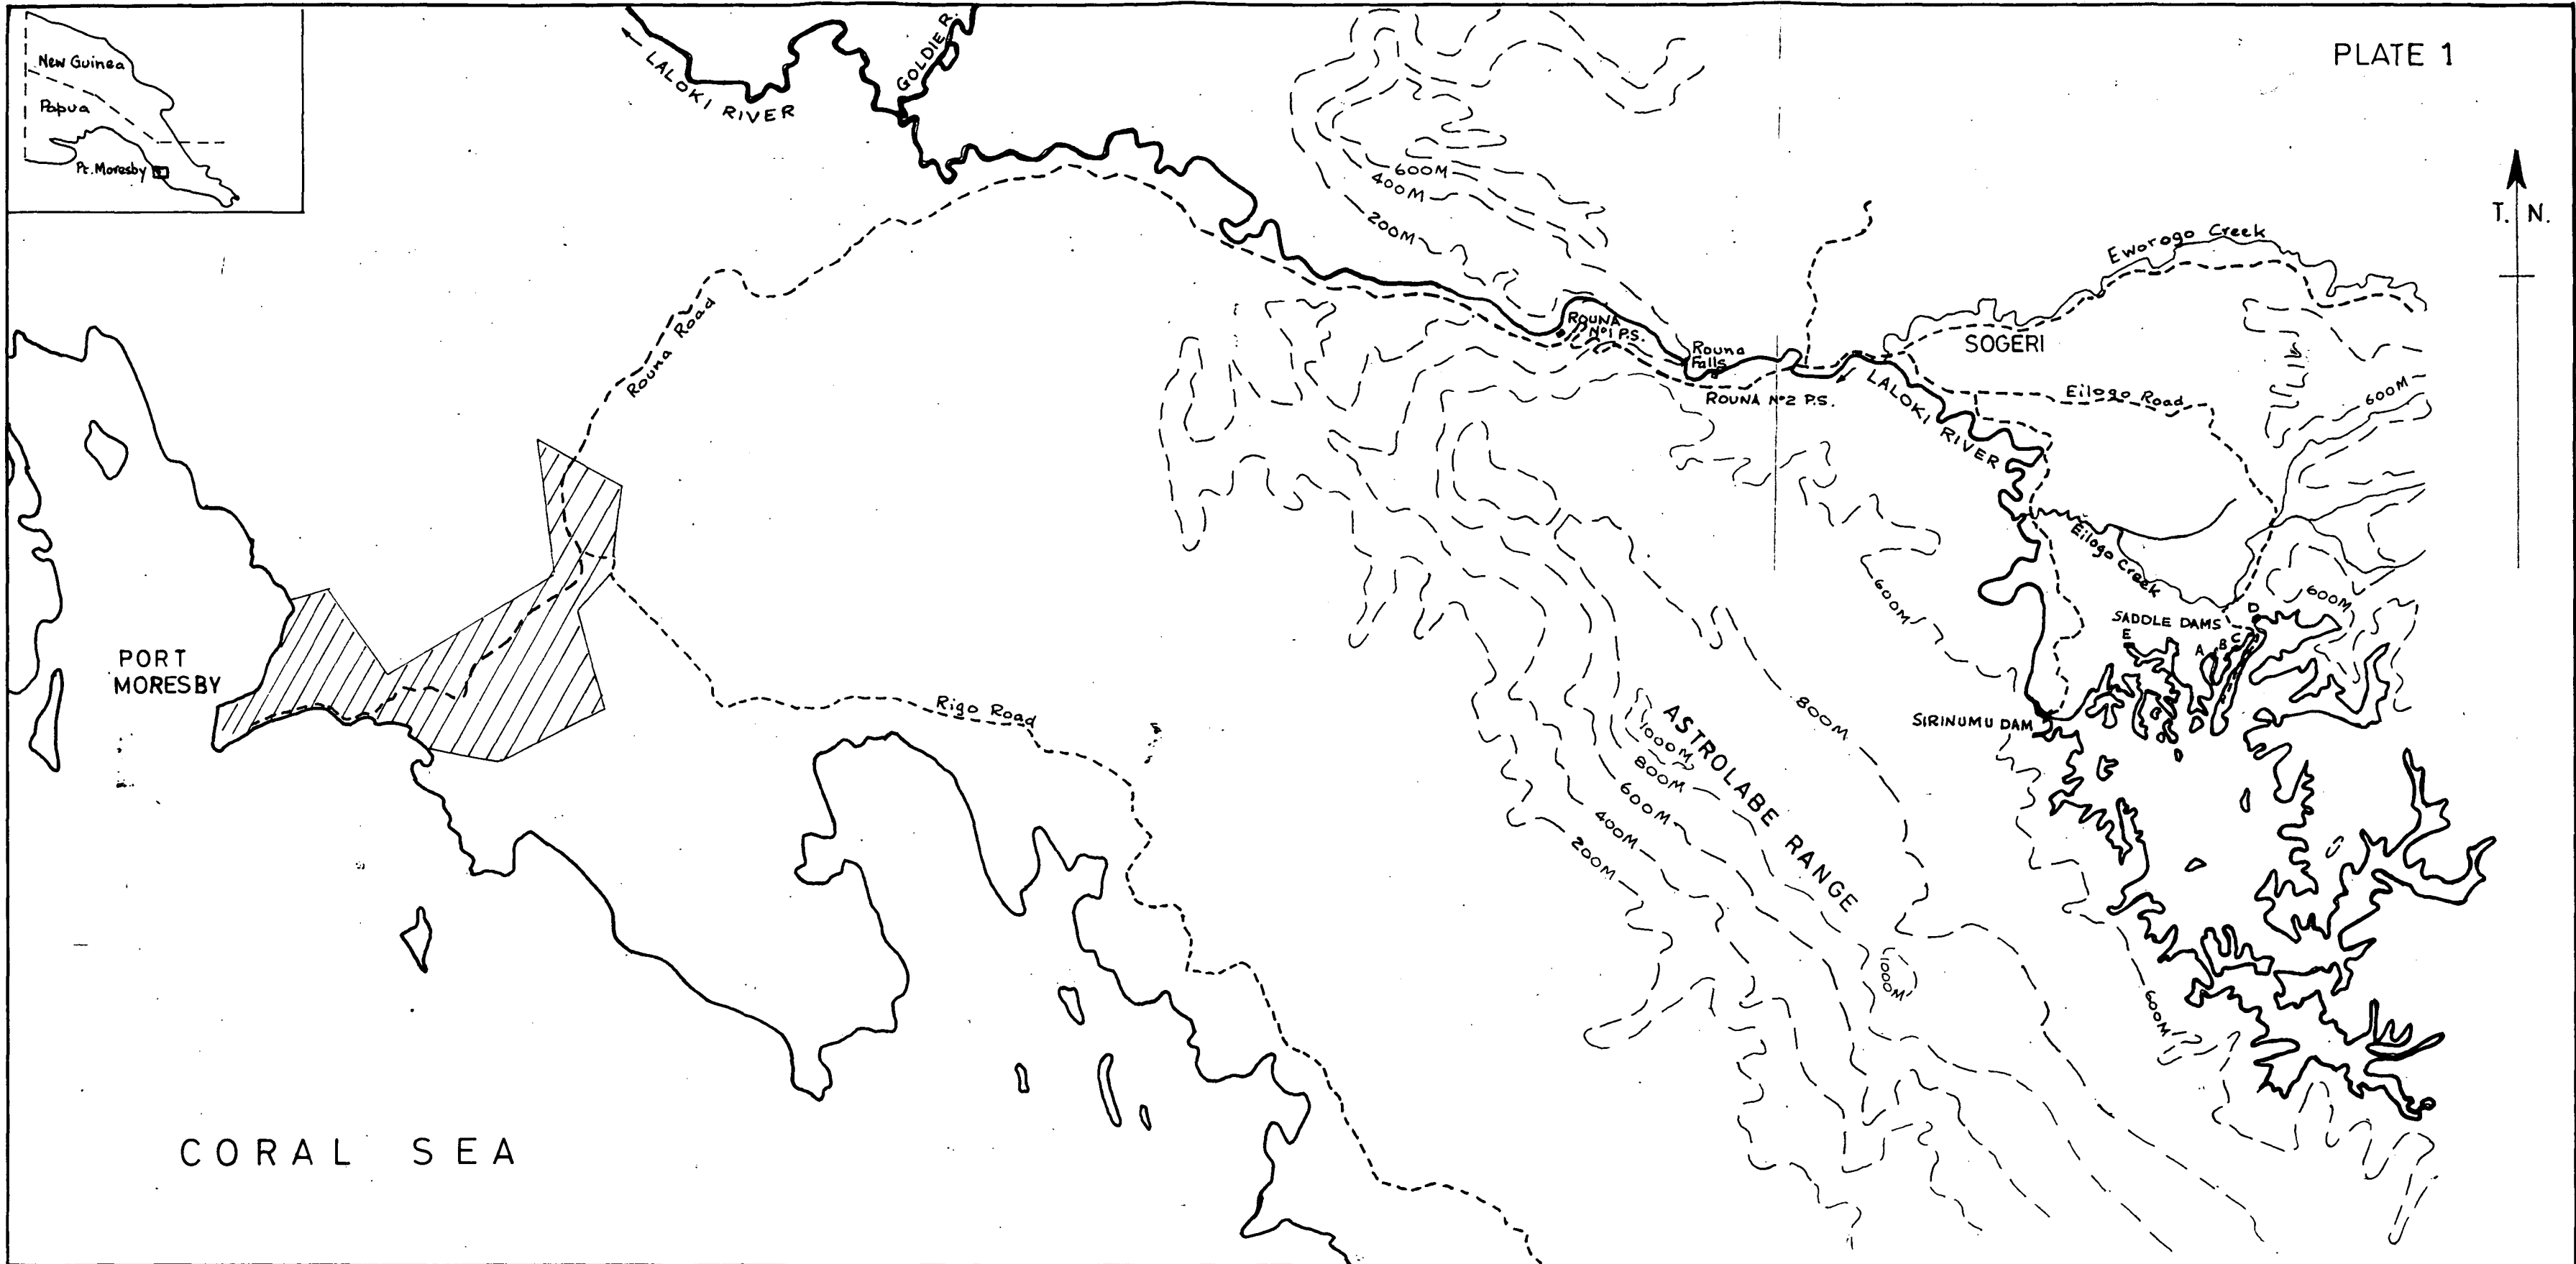 PLATE 1
New Guinea
Papua
Pt. Moresby
LALOKI RIVER
GOLDIE R.
T. N.
600M
400M
200M
Eworogo Creek
SOGERI
ROUNA
Nº1 P.S.
Rouna
Falls
ROUNA Nº2 P.S.
LALOKI RIVER
Eilogo Road
600M
Rouna Road
Eilogo Creek
600M
600M
SADDLE DAMS
D
E
A
B
C
PORT
MORESBY
Rigo Road
SIRINUMU DAM
800M
ASTROLABE RANGE
1000M
800M
600M
400M
200M
1000M
600M
CORAL SEA